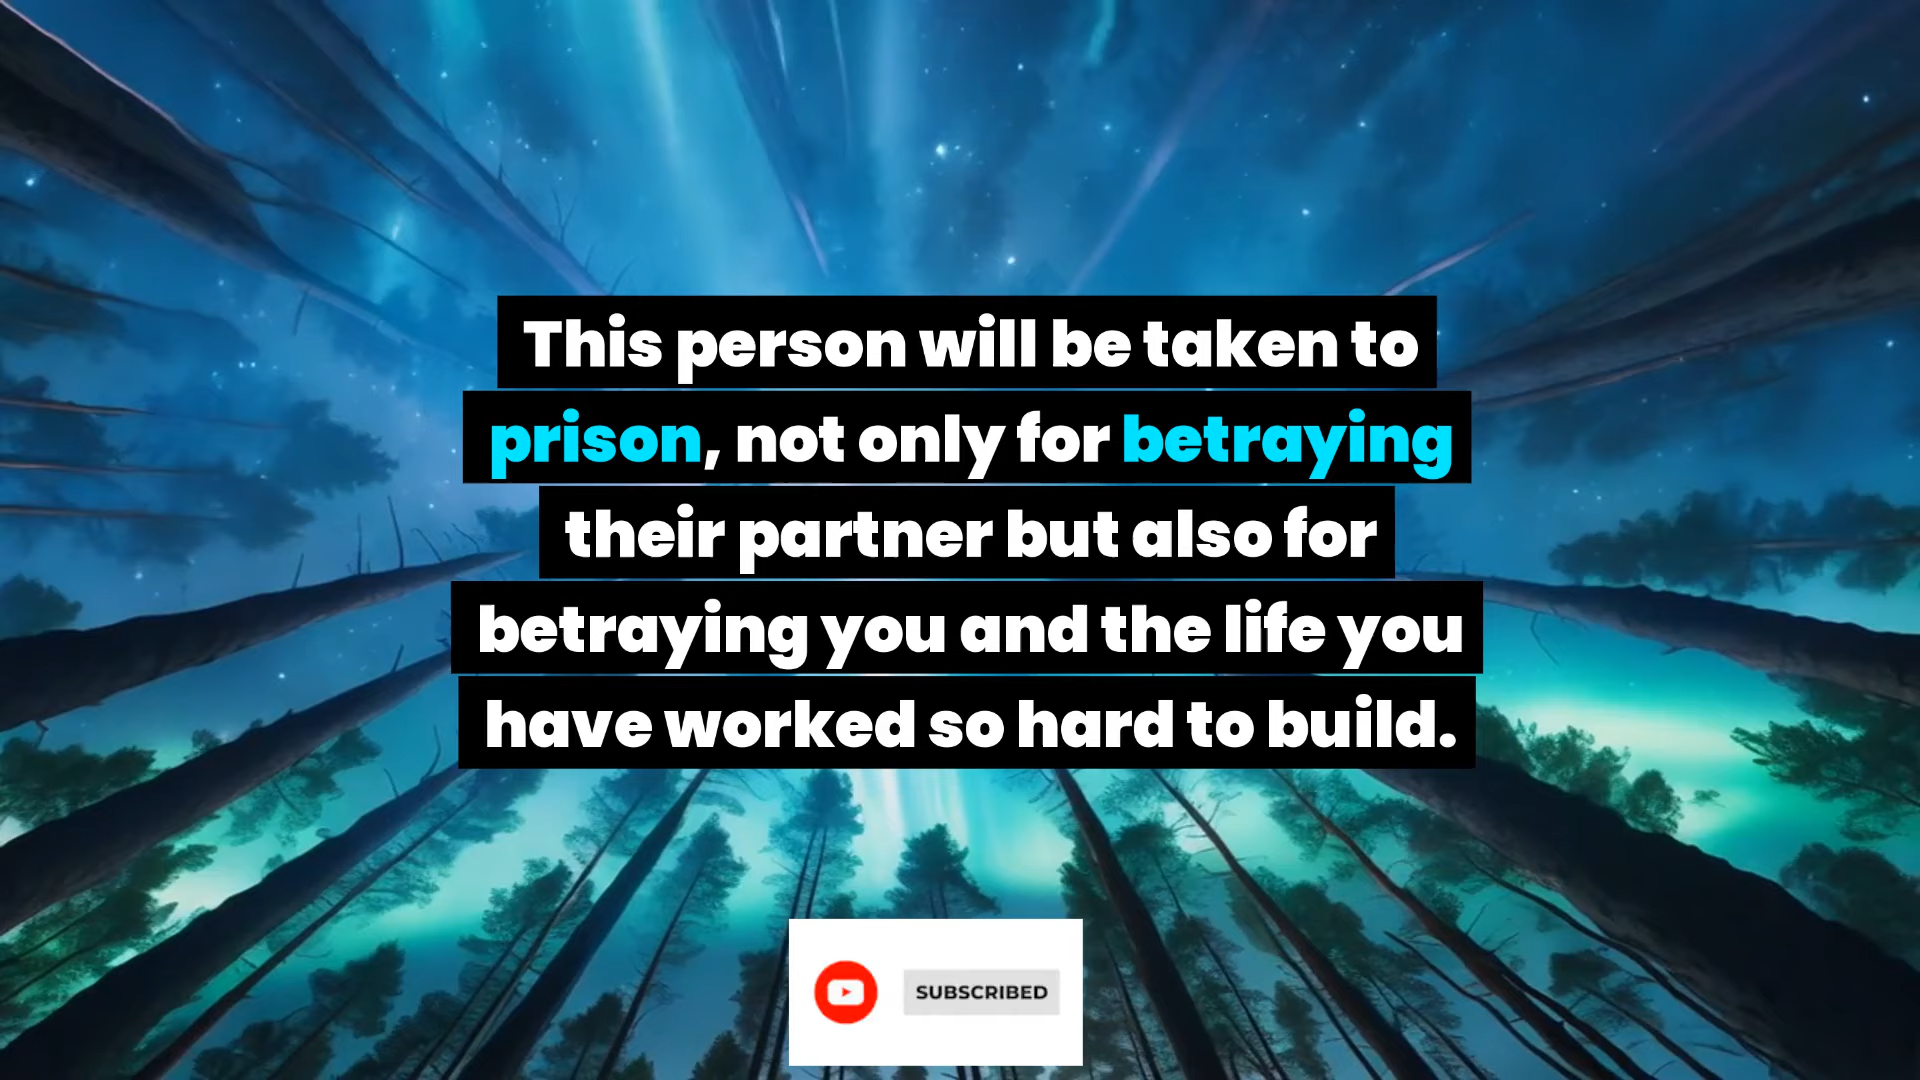 This person will be taken to
prison, not only for betraying
their partner but also for
betraying you and the life you
have worked so hard to build.
SUBSCRIBED